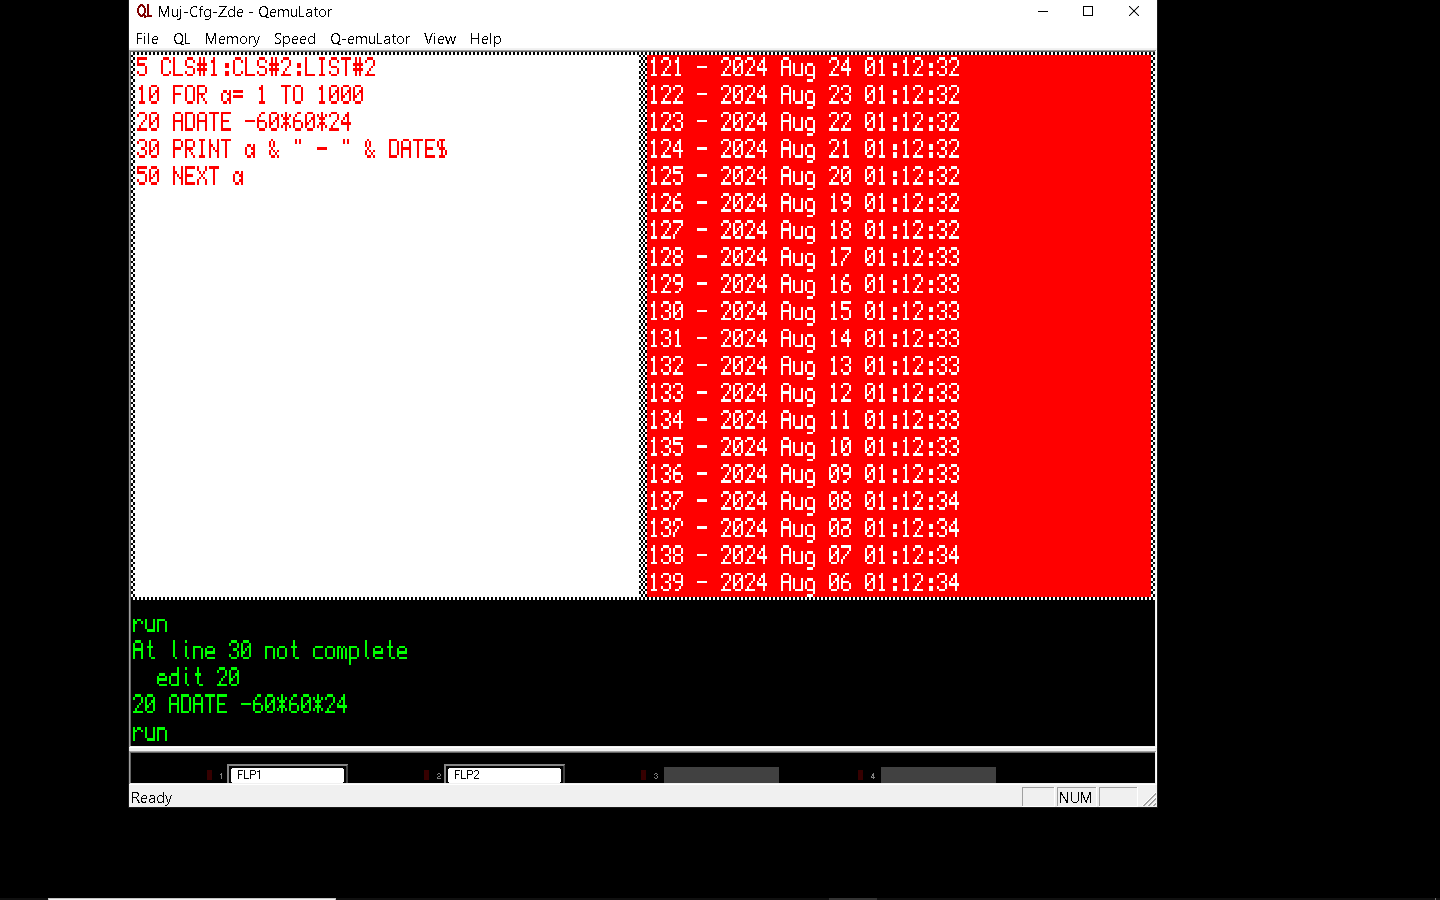 QL Muj-Cfg-Zde - QemuLator
File QL Memory Speed Q-emuLator View Help
5 CLS#1:CLS#2:LIST#2
10 FOR a= 1 TO 1000
20 ADATE -60*60*24
30 PRINT a & " - " & DATE$
50 NEXT a
121 - 2024 Aug 24 01:12:32
122 - 2024 Aug 23 01:12:32
123 - 2024 Aug 22 01:12:32
124 - 2024 Aug 21 01:12:32
125 - 2024 Aug 20 01:12:32
126 - 2024 Aug 19 01:12:32
127 - 2024 Aug 18 01:12:32
128 - 2024 Aug 17 01:12:33
129 - 2024 Aug 16 01:12:33
130 - 2024 Aug 15 01:12:33
131 - 2024 Aug 14 01:12:33
132 - 2024 Aug 13 01:12:33
133 - 2024 Aug 12 01:12:33
134 - 2024 Aug 11 01:12:33
135 - 2024 Aug 10 01:12:33
136 - 2024 Aug 09 01:12:33
137 - 2024 Aug 08 01:12:34
- 2024 Aug 01:12:34
138 - 2024 Aug 07 01:12:34
139 - 2024 Aug 06 01:12:34
run
At line 30 not complete
edit 20
20 ADATE -60*60*24
run
1 FLP1 2 FLP2 3 4
Ready NUM